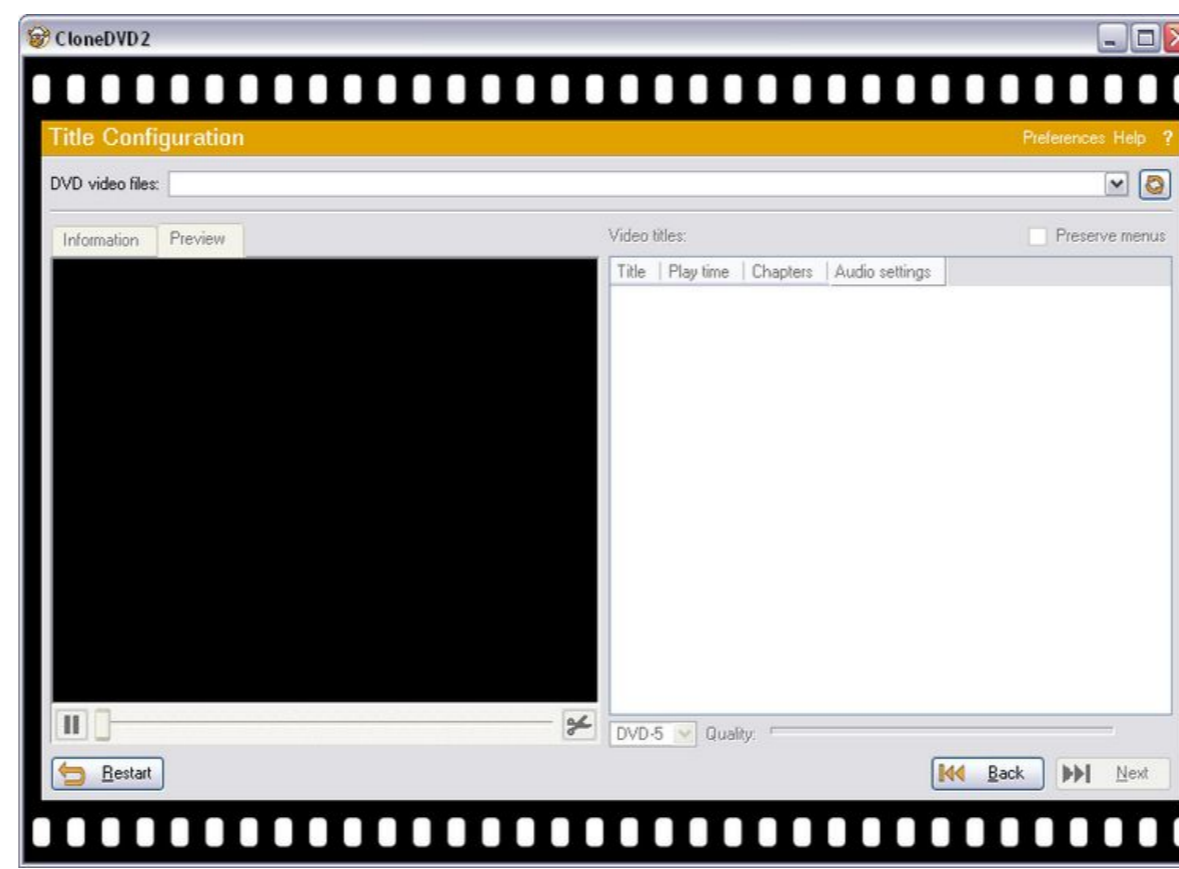 CloneDVD2
Title Configuration
Preferences Help ?
DVD video files:
Information Preview
Video titles:
Preserve menus
Title Play time Chapters Audio settings
DVD-5 Quality:
Restart
Back
Next